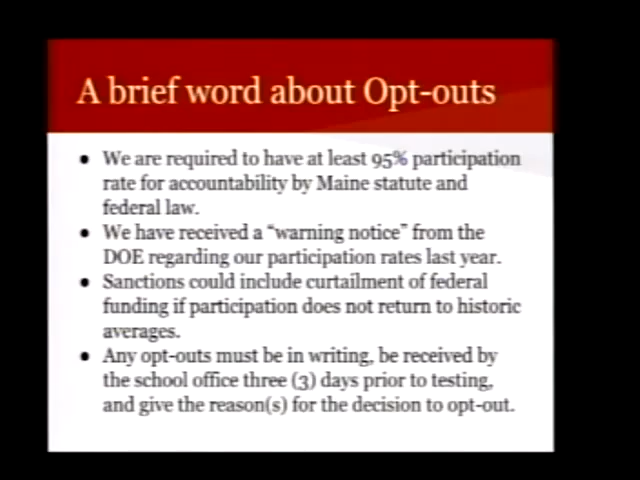 A brief word about Opt-outs
• We are required to have at least 95% participation
rate for accountability by Maine statute and
federal law.
• We have received a “warning notice” from the
DOE regarding our participation rates last year.
• Sanctions could include curtailment of federal
funding if participation does not return to historic
averages.
• Any opt-outs must be in writing, be received by
the school office three (3) days prior to testing,
and give the reason(s) for the decision to opt-out.